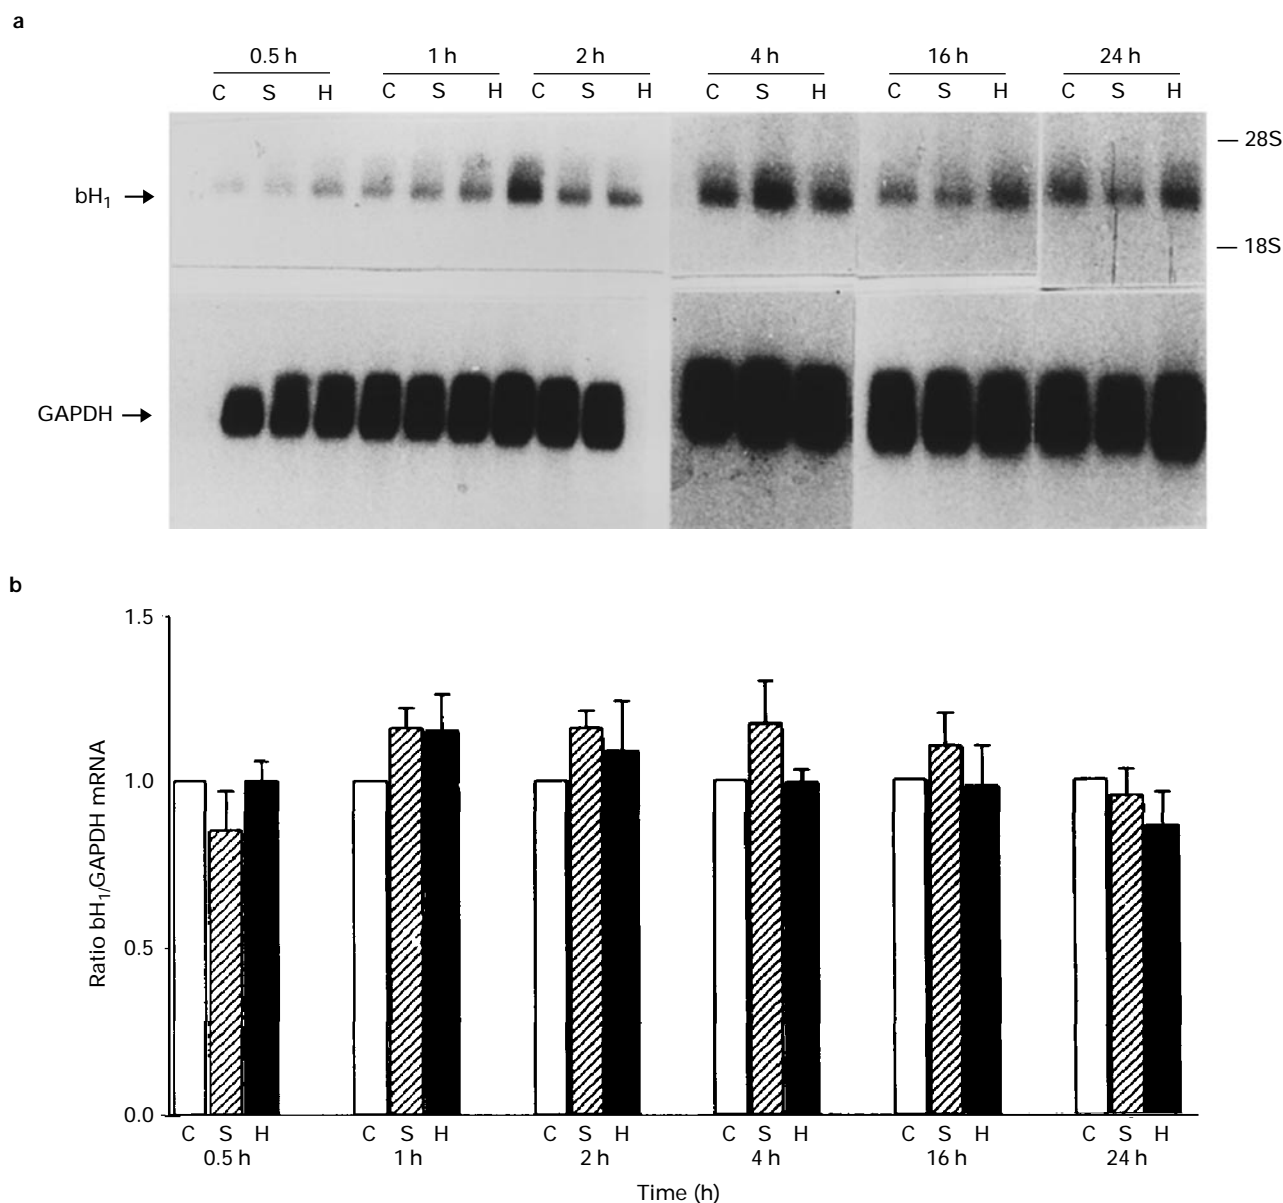 a
0.5 h 1 h 2 h 4 h 16 h 24 h
C S H C S H C S H C S H C S H C S H
28S
bH₁
18S
GAPDH
b
1.5
1.0
0.5
0.0
Ratio bH₁/GAPDH mRNA
C S H C S H C S H C S H C S H C S H
0.5 h 1 h 2 h 4 h 16 h 24 h
Time (h)